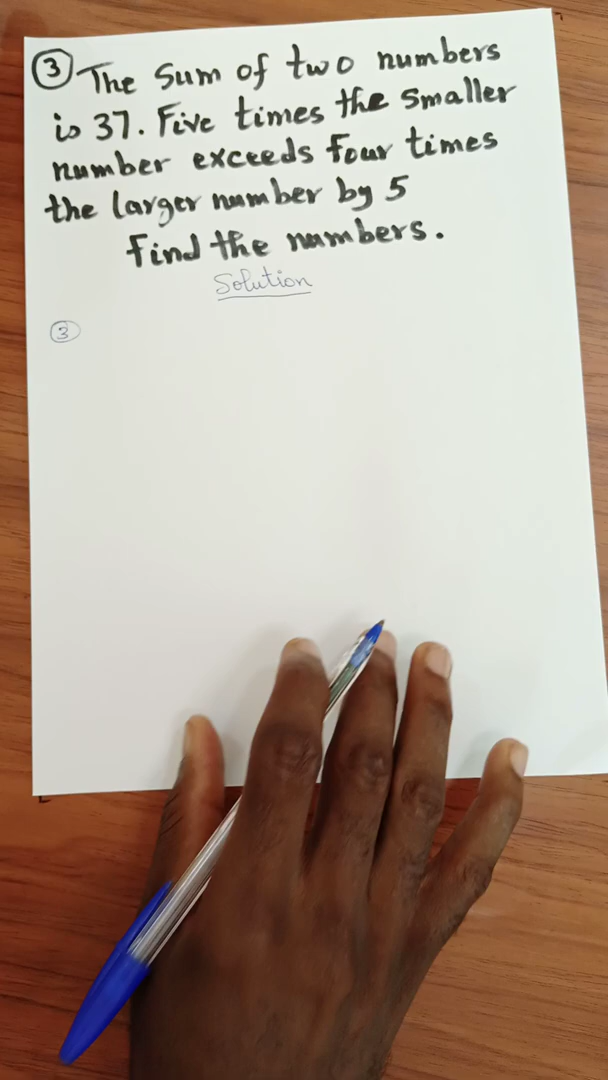 ③ The Sum of two numbers
is 37. Five times the smaller
number exceeds four times
the larger number by 5
Find the numbers.
Solution
③